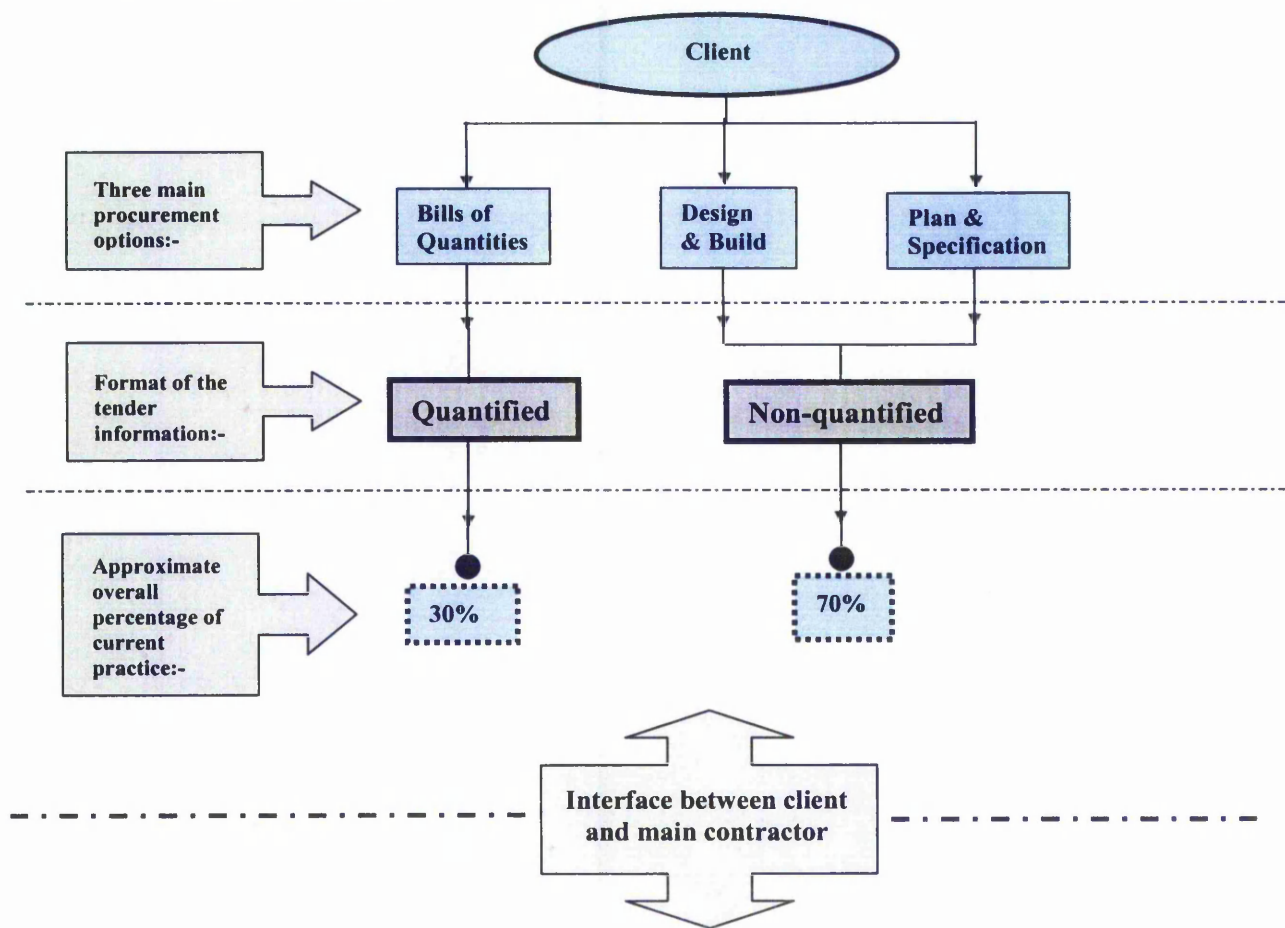 Client
Three main
procurement
options:-
Bills of
Quantities
Design
& Build
Plan &
Specification
Format of the
tender
information:-
Quantified
Non-quantified
Approximate
overall
percentage of
current
practice:-
30%
70%
Interface between client
and main contractor